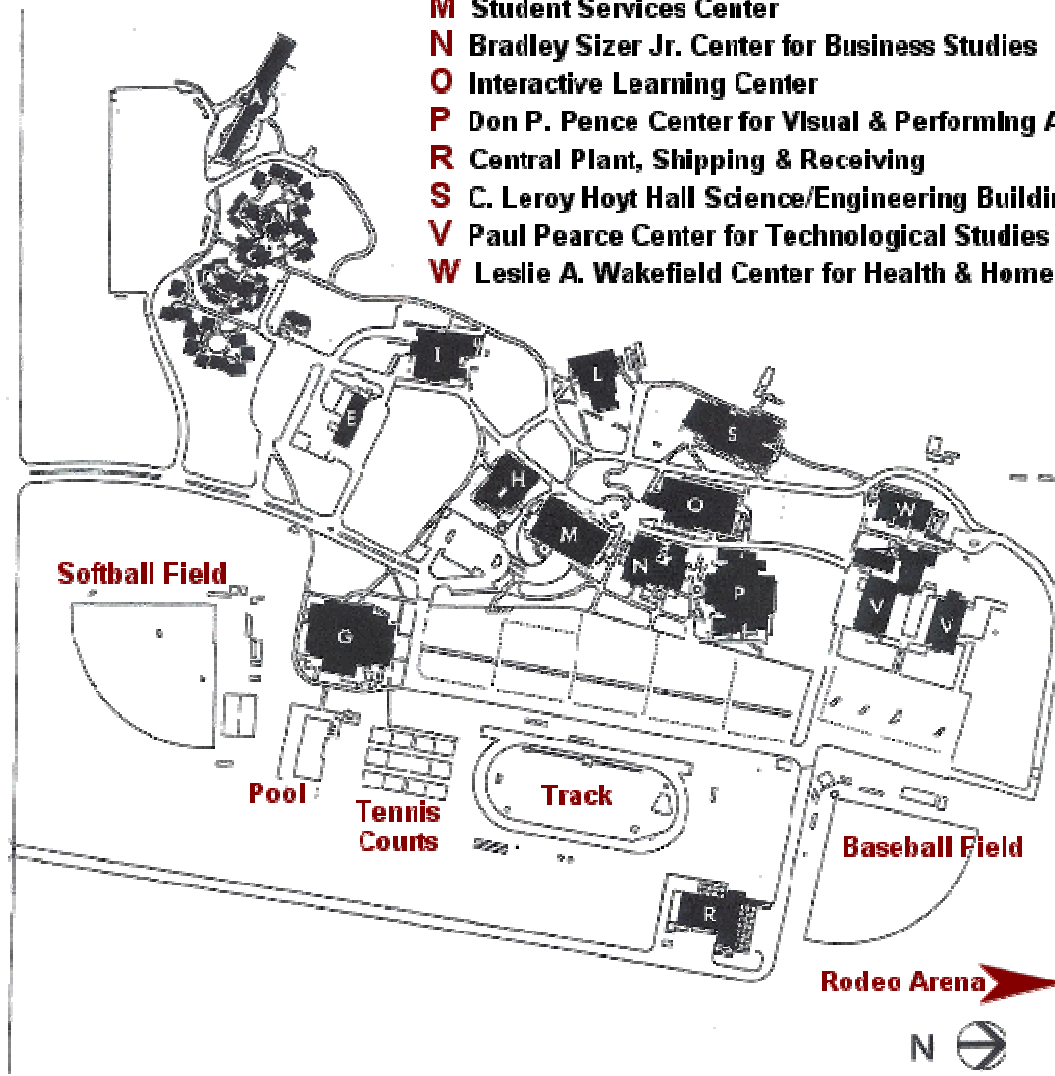 M Student Services Center
N Bradley Sizer Jr. Center for Business Studies
O Interactive Learning Center
P Don P. Pence Center for Visual & Performing A
R Central Plant, Shipping & Receiving
S C. Leroy Hoyt Hall Science/Engineering Buildin
V Paul Pearce Center for Technological Studies
W Leslie A. Wakefield Center for Health & Home
A
I
L
E
S
H
O
W
M
N
P
V
V
G
Softball Field
Pool
Tennis
Courts
Track
Baseball Field
R
Rodeo Arena
N